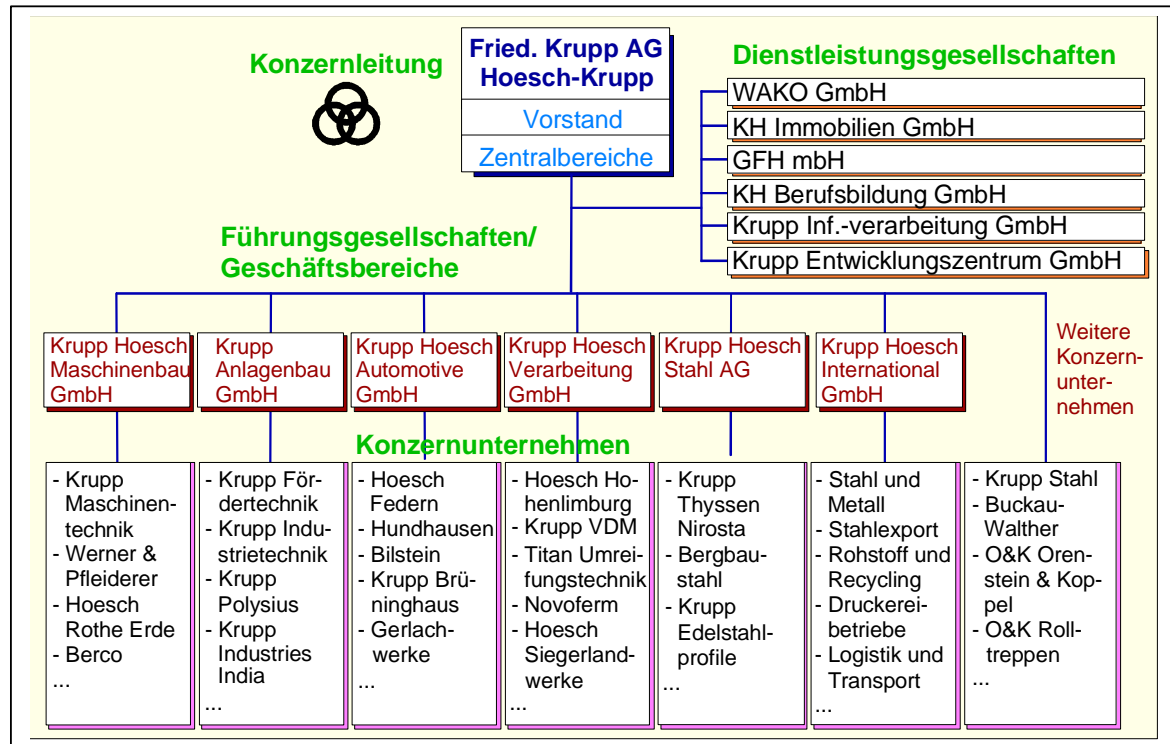 Konzernleitung
Fried. Krupp AG
Hoesch-Krupp
Vorstand
Zentralbereiche
Dienstleistungsgesellschaften
WAKO GmbH
KH Immobilien GmbH
GFH mbH
KH Berufsbildung GmbH
Krupp Inf.-verarbeitung GmbH
Krupp Entwicklungszentrum GmbH
Führungsgesellschaften/
Geschäftsbereiche
Krupp Hoesch
Maschinenbau
GmbH
Krupp
Anlagenbau
GmbH
Krupp Hoesch
Automotive
GmbH
Krupp Hoesch
Verarbeitung
GmbH
Krupp Hoesch
Stahl AG
Krupp Hoesch
International
GmbH
Weitere
Konzern-
unter-
nehmen
Konzernunternehmen
- Krupp
Maschinen-
technik
- Werner &
Pfleiderer
- Hoesch
Rothe Erde
- Berco
...
- Krupp För-
dertechnik
- Krupp Indu-
strietechnik
- Krupp
Polysius
- Krupp
Industries
India
...
- Hoesch
Federn
- Hundhausen
- Bilstein
- Krupp Brü-
ninghaus
- Gerlach-
werke
...
- Hoesch Ho-
henlimburg
- Krupp VDM
- Titan Umrei-
fungstechnik
- Novoferm
- Hoesch
Siegerland-
werke
...
- Krupp
Thyssen
Nirosta
- Bergbau-
stahl
- Krupp
Edelstahl-
profile
...
- Stahl und
Metall
- Stahlexport
- Rohstoff und
Recycling
- Druckerei-
betriebe
- Logistik und
Transport
...
- Krupp Stahl
- Buckau-
Walther
- O&K Oren-
stein & Kop-
pel
- O&K Roll-
treppen
...